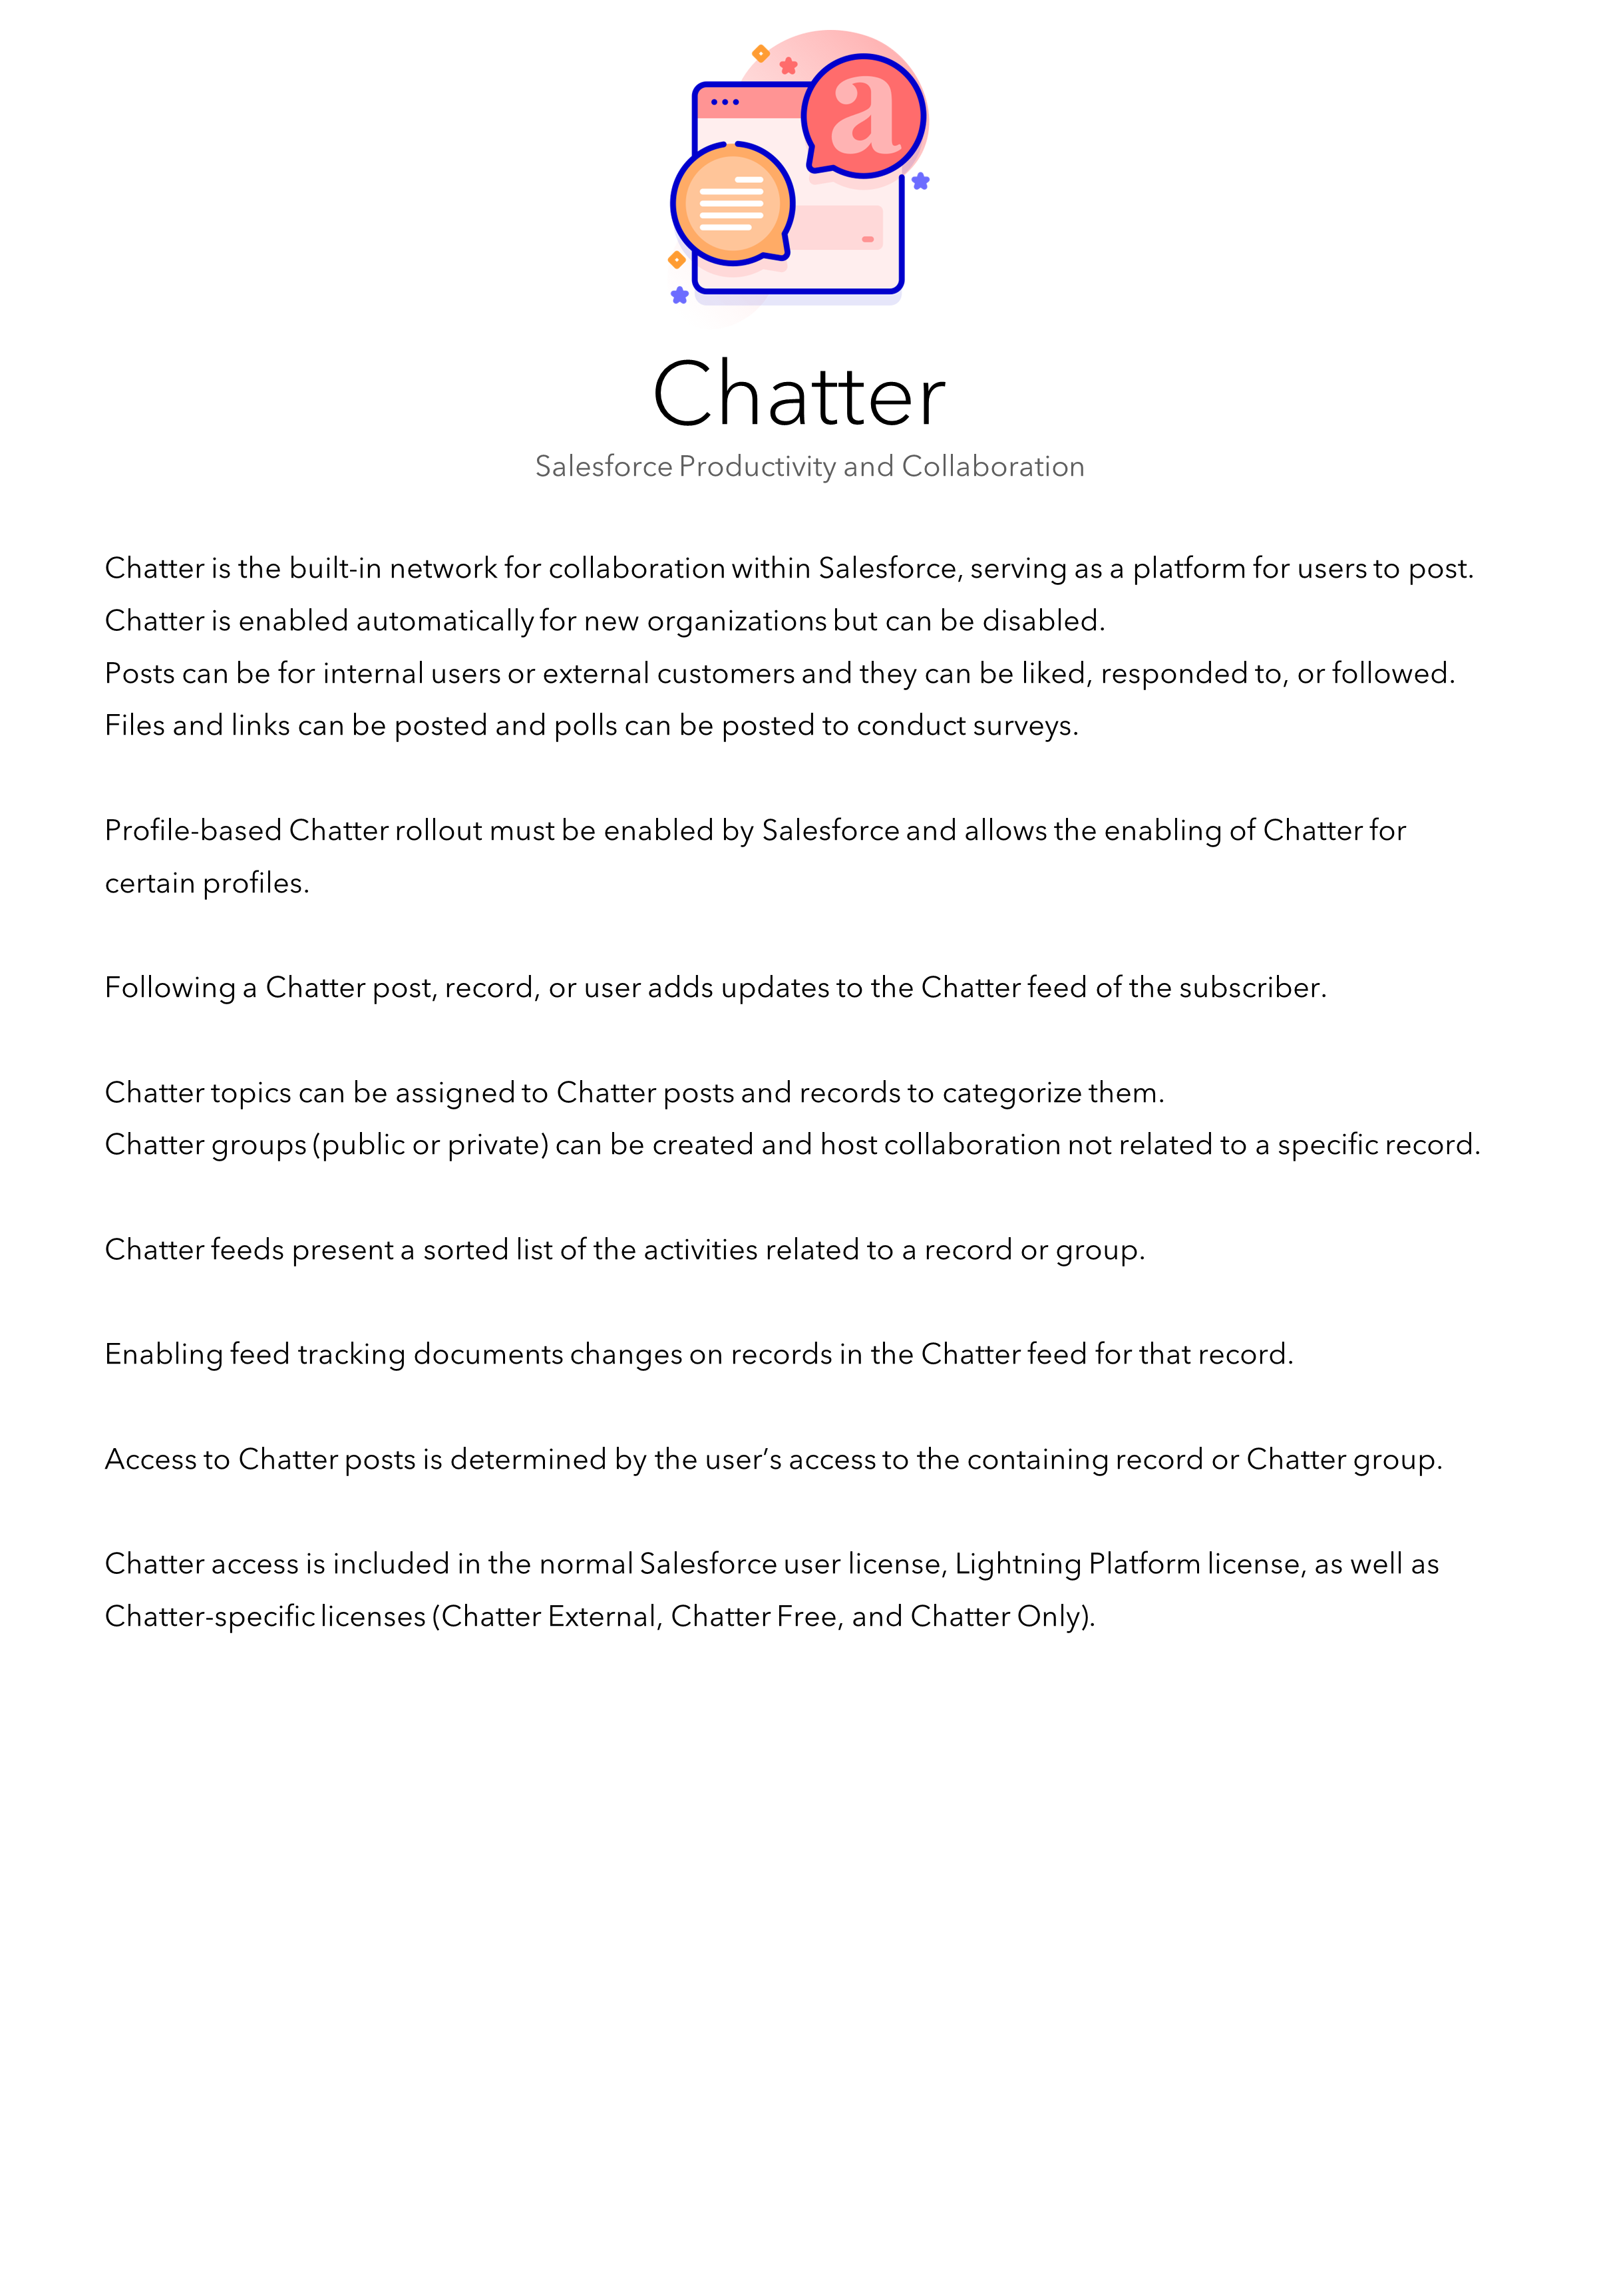 a
Chatter
Salesforce Productivity and Collaboration
Chatter is the built-in network for collaboration within Salesforce, serving as a platform for users to post.
Chatter is enabled automatically for new organizations but can be disabled.
Posts can be for internal users or external customers and they can be liked, responded to, or followed.
Files and links can be posted and polls can be posted to conduct surveys.
Profile-based Chatter rollout must be enabled by Salesforce and allows the enabling of Chatter for
certain profiles.
Following a Chatter post, record, or user adds updates to the Chatter feed of the subscriber.
Chatter topics can be assigned to Chatter posts and records to categorize them.
Chatter groups (public or private) can be created and host collaboration not related to a specific record.
Chatter feeds present a sorted list of the activities related to a record or group.
Enabling feed tracking documents changes on records in the Chatter feed for that record.
Access to Chatter posts is determined by the user’s access to the containing record or Chatter group.
Chatter access is included in the normal Salesforce user license, Lightning Platform license, as well as
Chatter-specific licenses (Chatter External, Chatter Free, and Chatter Only).